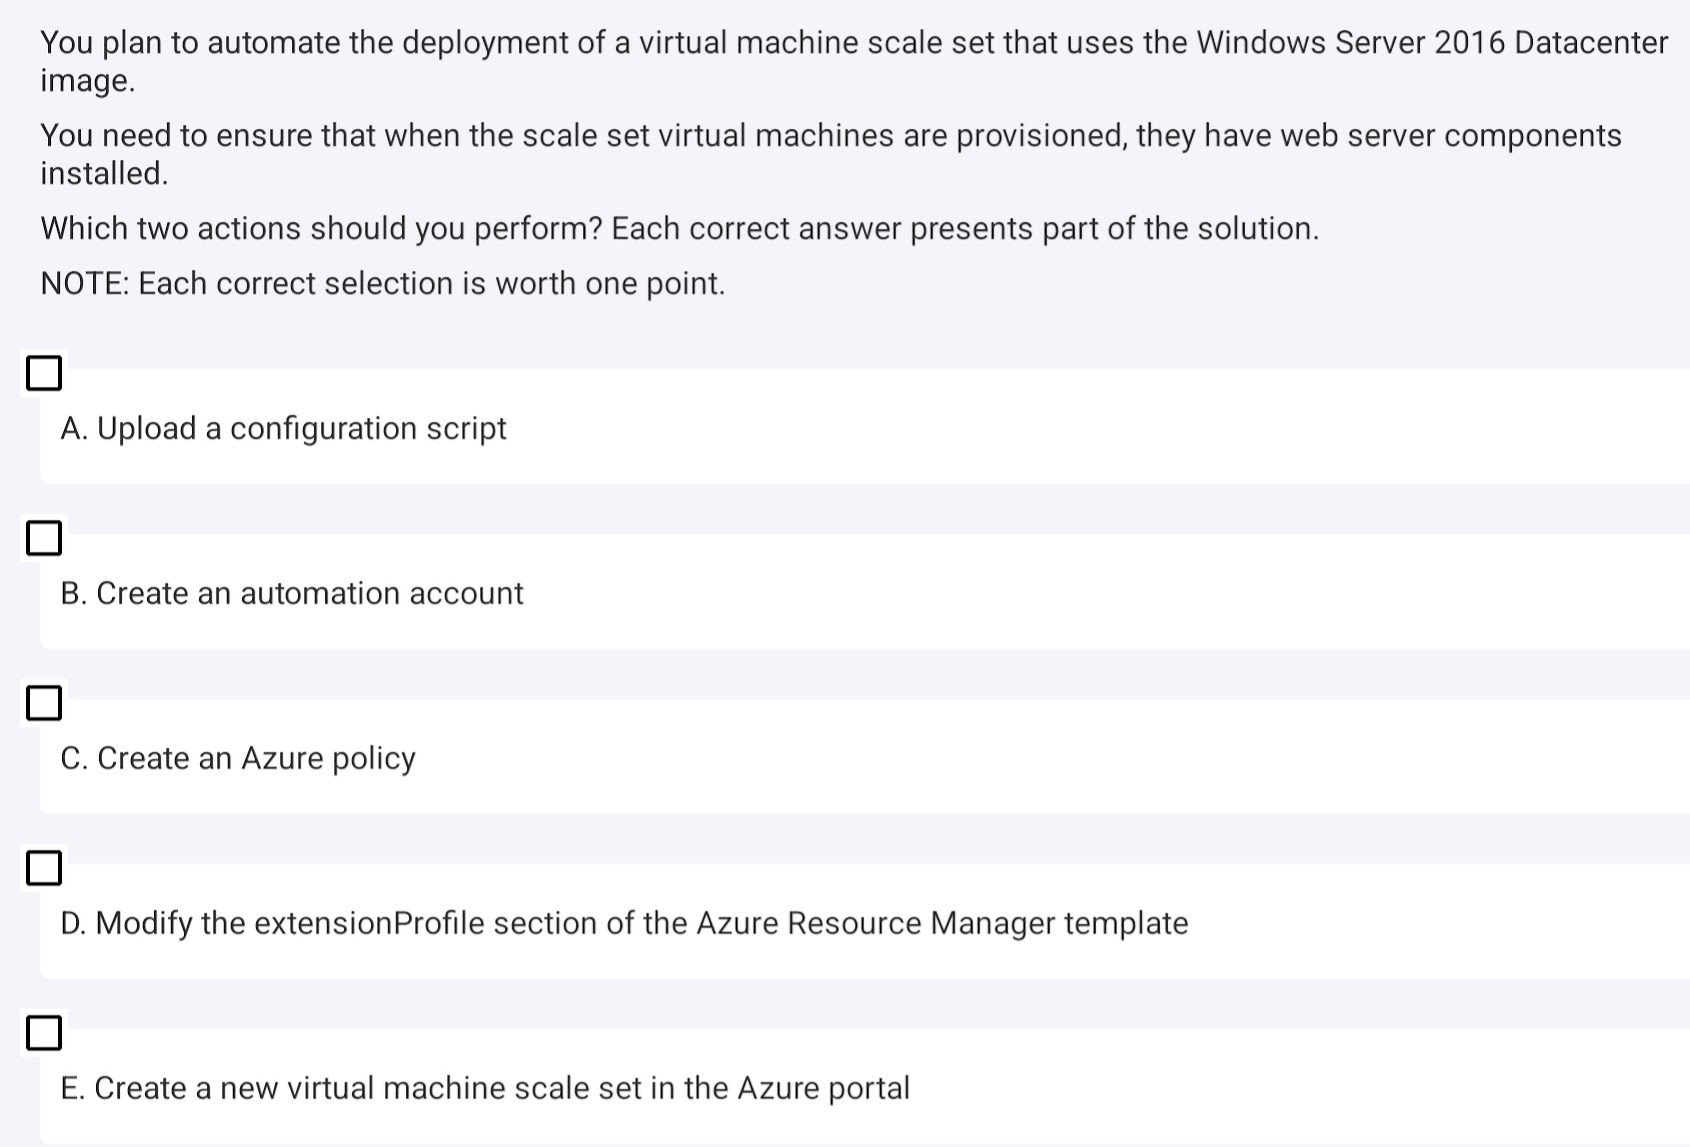 You plan to automate the deployment of a virtual machine scale set that uses the Windows Server 2016 Datacenter
image.
You need to ensure that when the scale set virtual machines are provisioned, they have web server components
installed.
Which two actions should you perform? Each correct answer presents part of the solution.
NOTE: Each correct selection is worth one point.
A. Upload a configuration script
B. Create an automation account
C. Create an Azure policy
D. Modify the extensionProfile section of the Azure Resource Manager template
E. Create a new virtual machine scale set in the Azure portal